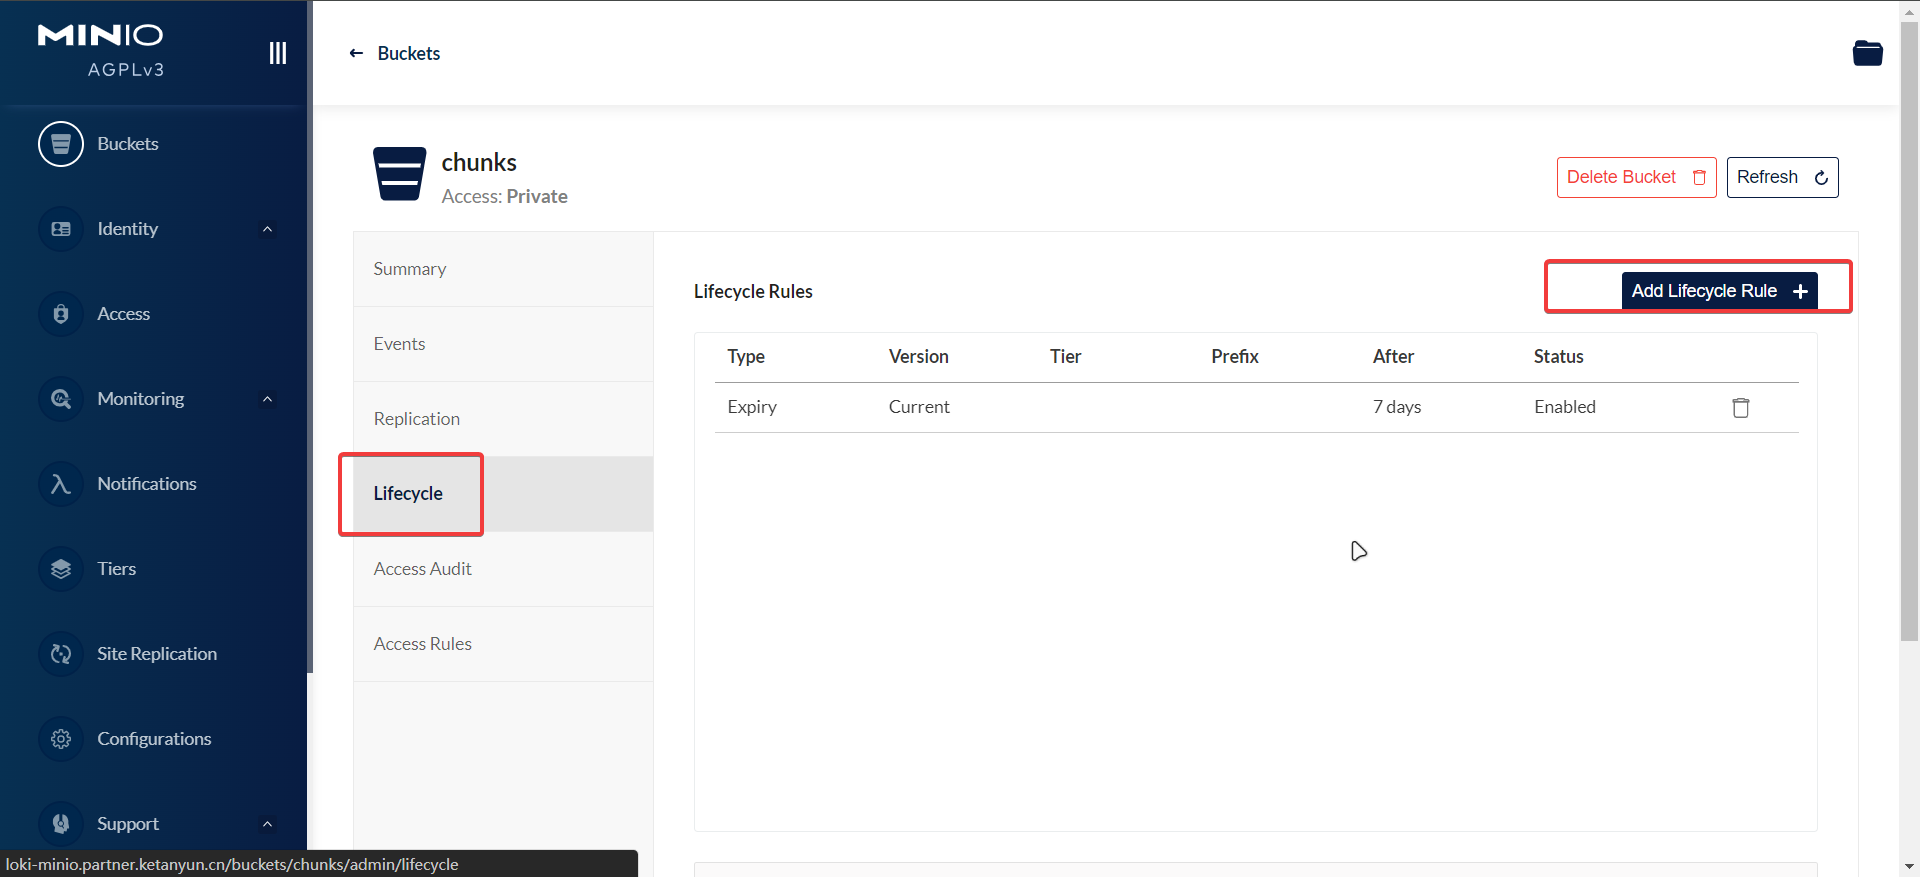 MINIO
AGPLv3
Buckets
Identity
Access
Monitoring
Notifications
Tiers
Site Replication
Configurations
Support
Buckets
chunks
Access: Private
Delete Bucket
Refresh
Summary
Events
Replication
Lifecycle
Access Audit
Access Rules
Lifecycle Rules
Add Lifecycle Rule
Type Version Tier Prefix After Status
Expiry Current 7 days Enabled
loki-minio.partner.ketanyun.cn/buckets/chunks/admin/lifecycle